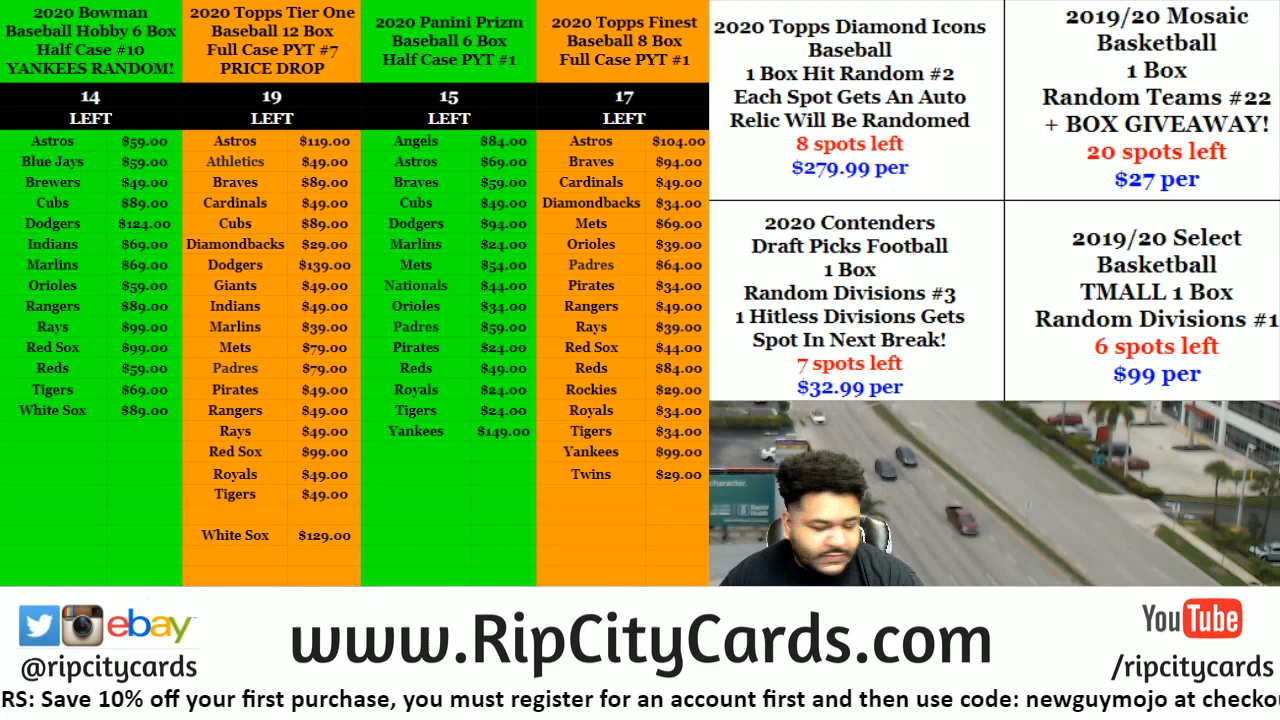 2020 Bowman
Baseball Hobby 6 Box
Half Case #10
YANKEES RANDOM!
14
LEFT
Astros $59.00
Blue Jays $59.00
Brewers $49.00
Cubs $89.00
Dodgers $124.00
Indians $69.00
Marlins $69.00
Orioles $59.00
Rangers $89.00
Rays $99.00
Red Sox $99.00
Reds $59.00
Tigers $69.00
White Sox $89.00
2020 Topps Tier One
Baseball 12 Box
Full Case PYT #7
PRICE DROP
19
LEFT
Astros $119.00
Athletics $49.00
Braves $89.00
Cardinals $49.00
Cubs $89.00
Diamondbacks $29.00
Dodgers $139.00
Giants $49.00
Indians $49.00
Marlins $39.00
Mets $79.00
Padres $79.00
Pirates $49.00
Rangers $49.00
Rays $49.00
Red Sox $99.00
Royals $49.00
Tigers $49.00
White Sox $129.00
2020 Panini Prizm
Baseball 6 Box
Half Case PYT #1
15
LEFT
Angels $84.00
Astros $69.00
Braves $59.00
Cubs $49.00
Dodgers $94.00
Marlins $24.00
Mets $54.00
Nationals $44.00
Orioles $34.00
Padres $59.00
Pirates $24.00
Reds $49.00
Royals $24.00
Tigers $24.00
Yankees $149.00
2020 Topps Finest
Baseball 8 Box
Full Case PYT #1
17
LEFT
Astros $104.00
Braves $94.00
Cardinals $49.00
Diamondbacks $34.00
Mets $69.00
Orioles $39.00
Padres $64.00
Pirates $34.00
Rangers $49.00
Rays $39.00
Red Sox $44.00
Reds $84.00
Rockies $29.00
Royals $34.00
Tigers $34.00
Yankees $99.00
Twins $29.00
2020 Topps Diamond Icons
Baseball
1 Box Hit Random #2
Each Spot Gets An Auto
Relic Will Be Randomed
8 spots left
$279.99 per
2019/20 Mosaic
Basketball
1 Box
Random Teams #22
+ BOX GIVEAWAY!
20 spots left
$27 per
2020 Contenders
Draft Picks Football
1 Box
Random Divisions #3
1 Hitless Divisions Gets
Spot In Next Break!
7 spots left
$32.99 per
2019/20 Select
Basketball
TMALL 1 Box
Random Divisions #1
6 spots left
$99 per
character.
ebay
@ripcitycards
www.RipCityCards.com
YouTube
/ripcitycards
RS: Save 10% off your first purchase, you must register for an account first and then use code: newguymojo at checko